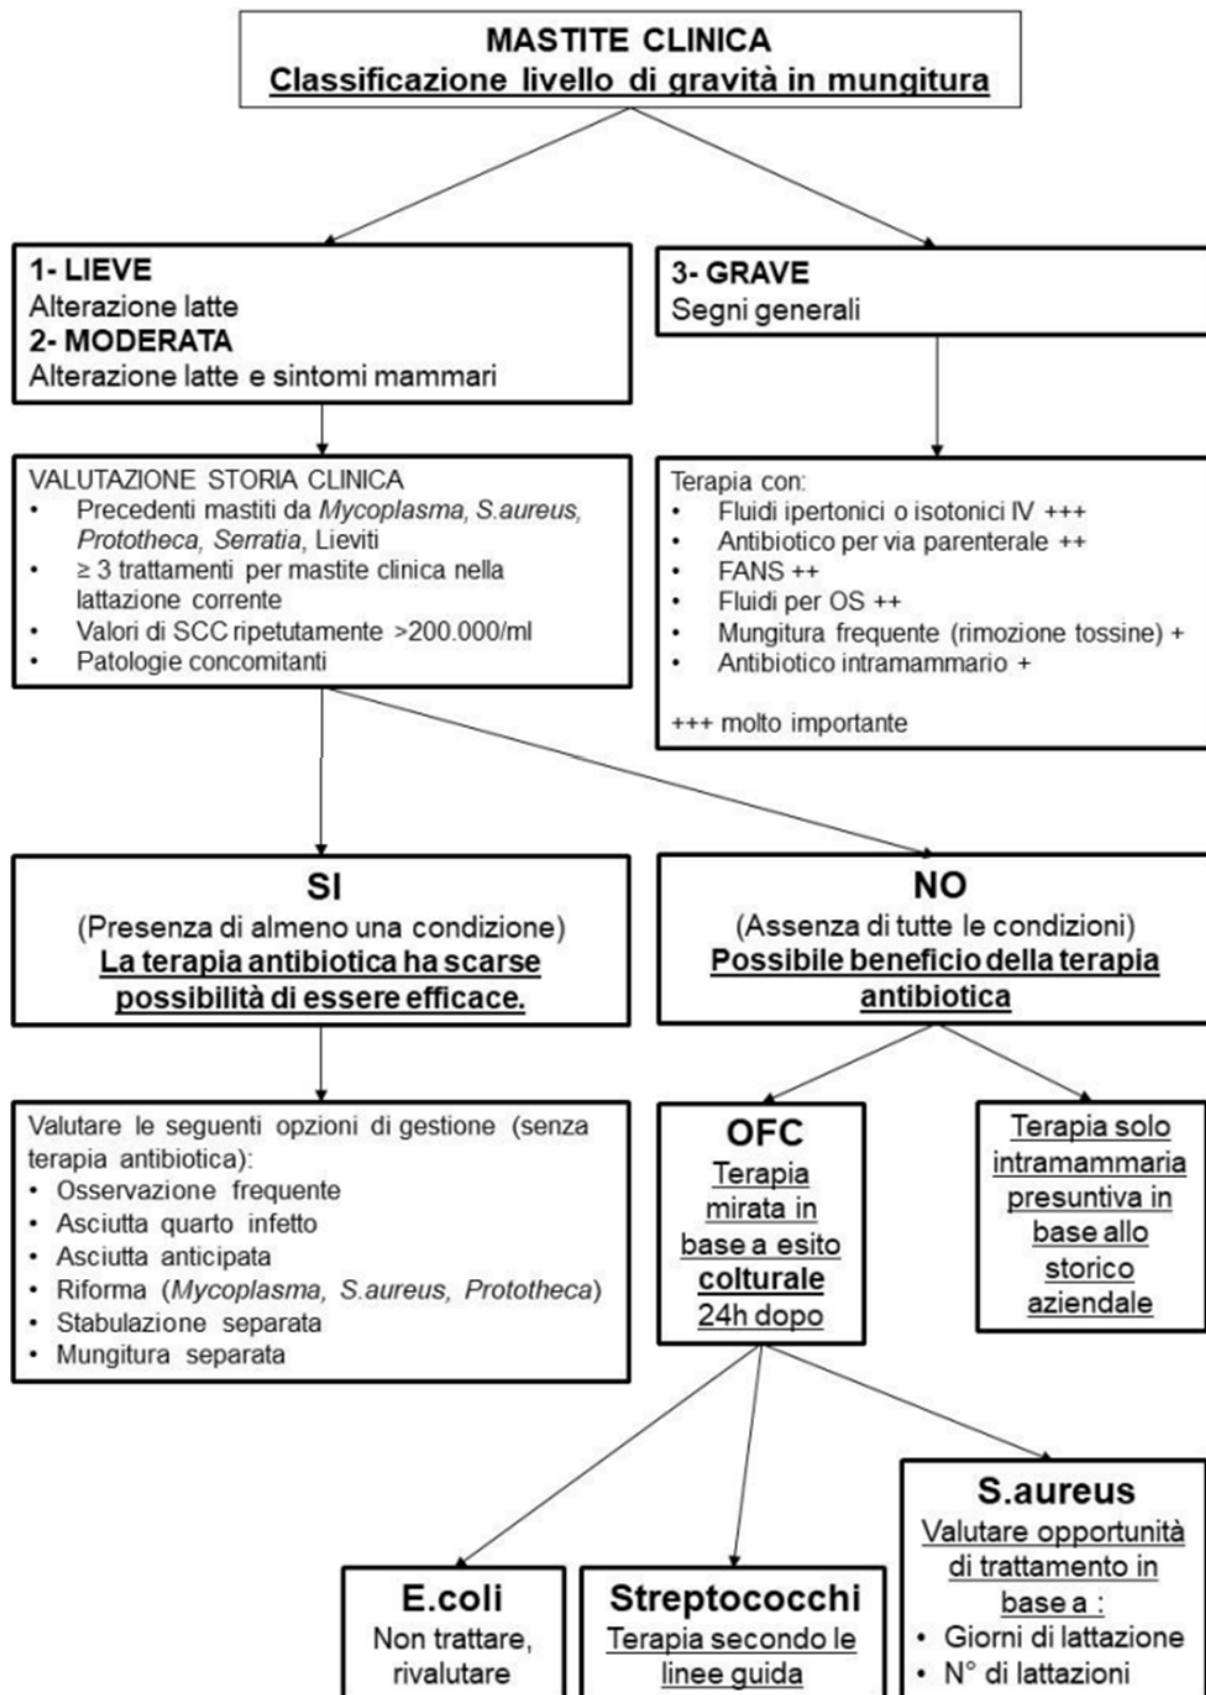 MASTITE CLINICA
Classificazione livello di gravità in mungitura
1- LIEVE
Alterazione latte
2- MODERATA
Alterazione latte e sintomi mammari
3- GRAVE
Segni generali
VALUTAZIONE STORIA CLINICA
• Precedenti mastiti da Mycoplasma, S.aureus,
Prototheca, Serratia, Lieviti
• ≥ 3 trattamenti per mastite clinica nella
lattazione corrente
• Valori di SCC ripetutamente >200.000/ml
• Patologie concomitanti
Terapia con:
• Fluidi ipertonici o isotonici IV +++
• Antibiotico per via parenterale ++
• FANS ++
• Fluidi per OS ++
• Mungitura frequente (rimozione tossine) +
• Antibiotico intramammario +
+++ molto importante
SI
(Presenza di almeno una condizione)
La terapia antibiotica ha scarse
possibilità di essere efficace.
NO
(Assenza di tutte le condizioni)
Possibile beneficio della terapia
antibiotica
Valutare le seguenti opzioni di gestione (senza
terapia antibiotica):
• Osservazione frequente
• Asciutta quarto infetto
• Asciutta anticipata
• Riforma (Mycoplasma, S.aureus, Prototheca)
• Stabulazione separata
• Mungitura separata
OFC
Terapia
mirata in
base a esito
colturale
24h dopo
Terapia solo
intramammaria
presuntiva in
base allo
storico
aziendale
E.coli
Non trattare,
rivalutare
Streptococchi
Terapia secondo le
linee guida
S.aureus
Valutare opportunità
di trattamento in
base a :
• Giorni di lattazione
• N° di lattazioni